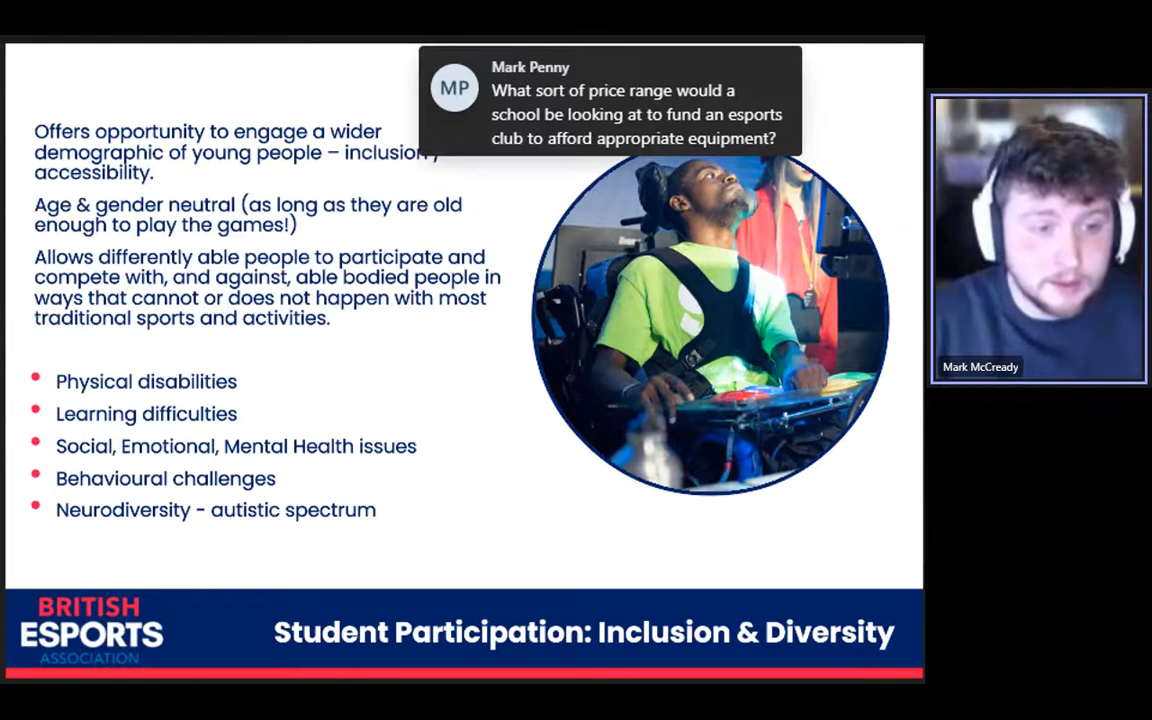 Mark Penny
MP
What sort of price range would a
school be looking at to fund an esports
club to afford appropriate equipment?
Offers opportunity to engage a wider
demographic of young people – inclusion /
accessibility.
Age & gender neutral (as long as they are old
enough to play the games!)
Allows differently able people to participate and
compete with, and against, able bodied people in
ways that cannot or does not happen with most
traditional sports and activities.
• Physical disabilities
• Learning difficulties
• Social, Emotional, Mental Health issues
• Behavioural challenges
• Neurodiversity - autistic spectrum
Mark McCready
BRITISH
ESPORTS
ASSOCIATION
Student Participation: Inclusion & Diversity